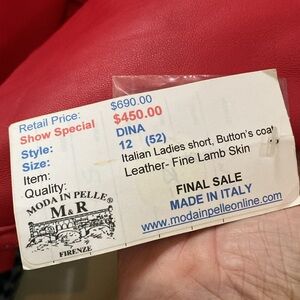 Retail Price: $690.00
Show Special $450.00
Style: DINA
Size: 12 (52)
Item: Italian Ladies short, Button's coat
Quality: Leather- Fine Lamb Skin
MODA IN PELLE®
M&R
FIRENZE
FINAL SALE
MADE IN ITALY
www.modainpelleonline.com